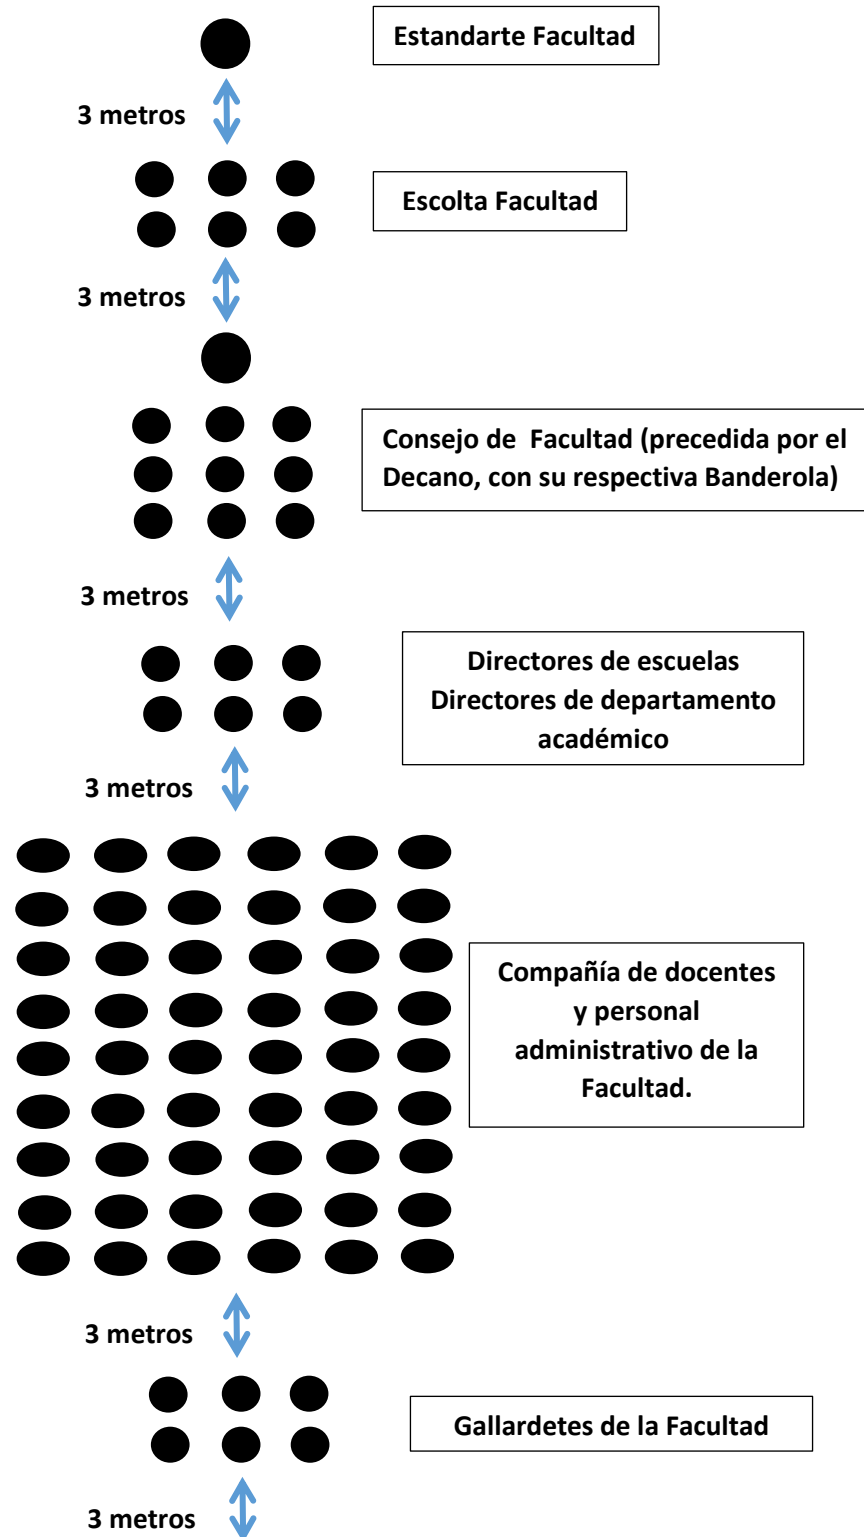 Estandarte Facultad
3 metros
Escolta Facultad
3 metros
Consejo de Facultad (precedida por el
Decano, con su respectiva Banderola)
3 metros
Directores de escuelas
Directores de departamento
académico
3 metros
Compañía de docentes
y personal
administrativo de la
Facultad.
3 metros
Gallardetes de la Facultad
3 metros